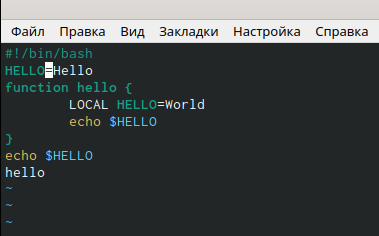 Файл Правка Вид Закладки Настройка Справка
#!/bin/bash
HELLO=Hello
function hello {
        LOCAL HELLO=World
        echo $HELLO
}
echo $HELLO
hello
~
~
~